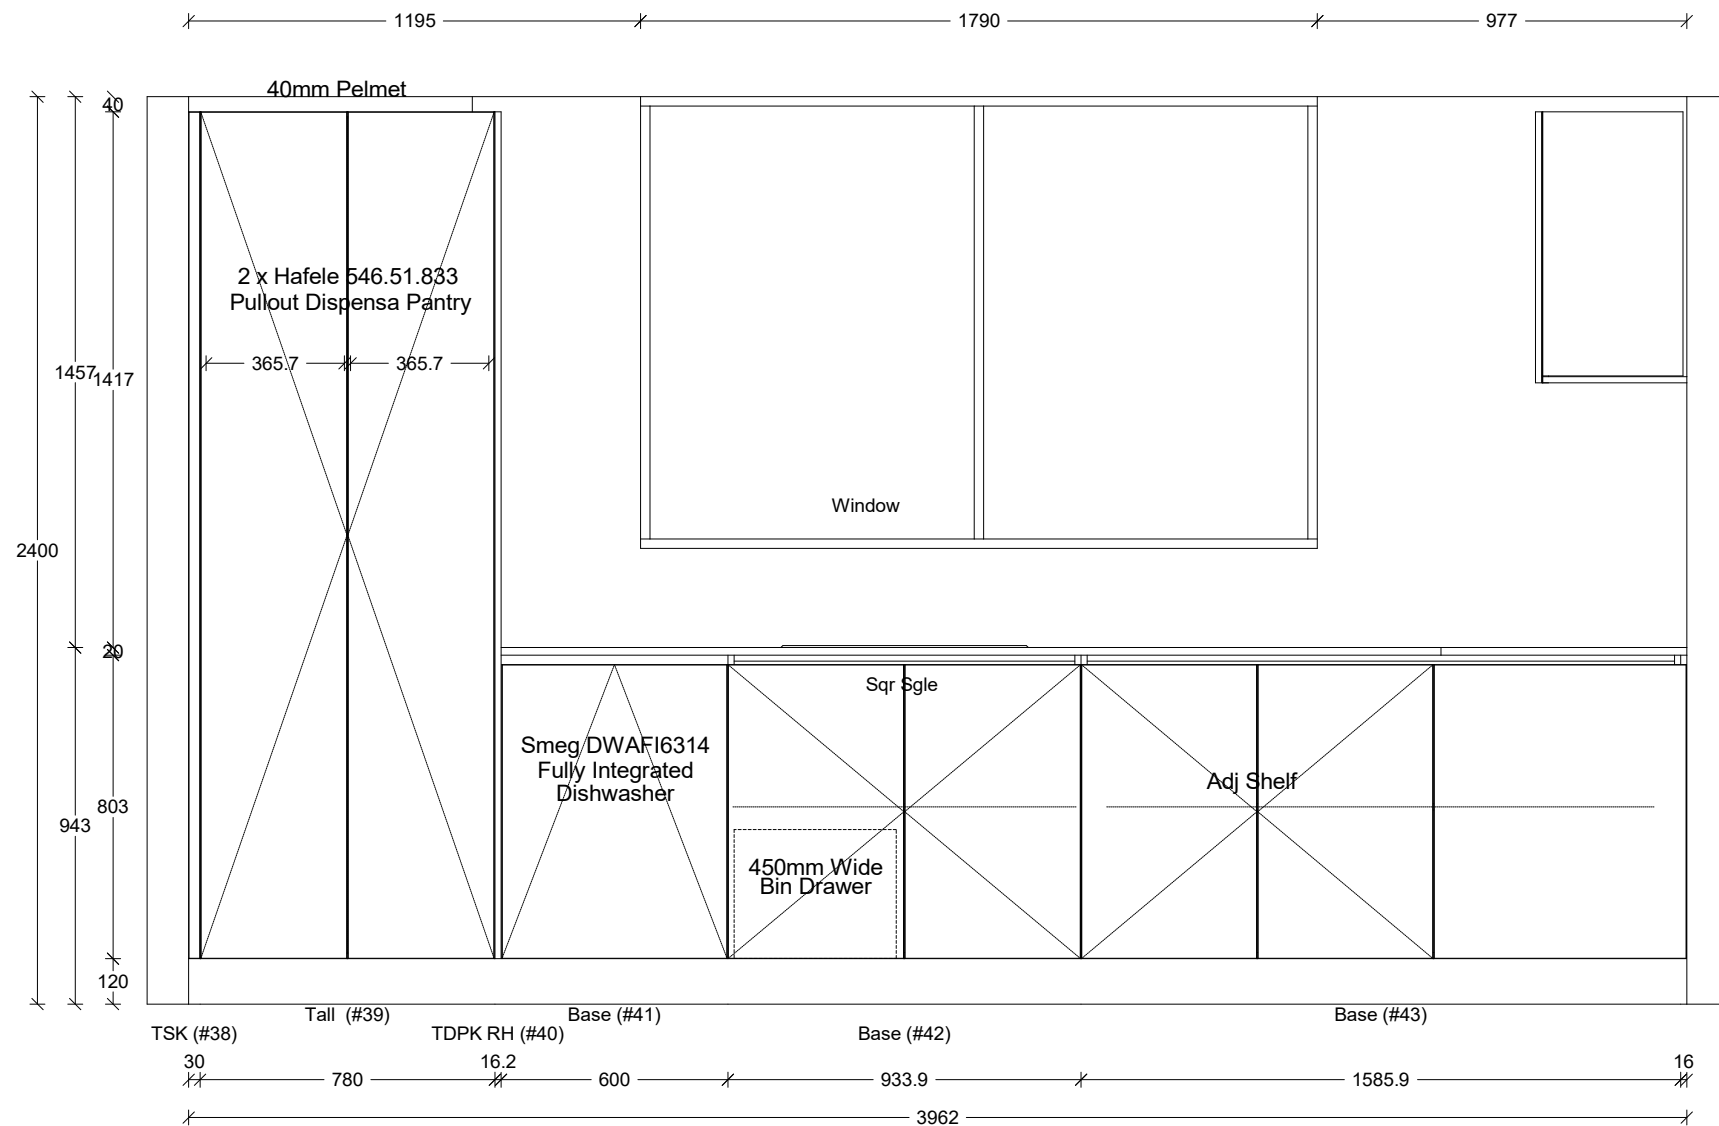 1195
1790
977
40mm Pelmet
40
2 x Hafele 546.51.833
Pullout Dispensa Pantry
365.7
365.7
1457
1417
Window
2400
20
Sqr Sgle
Smeg DWAFI6314
Fully Integrated
Dishwasher
Adj Shelf
803
943
450mm Wide
Bin Drawer
120
Tall (#39)
Base (#41)
Base (#43)
TSK (#38)
TDPK RH (#40)
Base (#42)
30
16.2
16
780
600
933.9
1585.9
3962